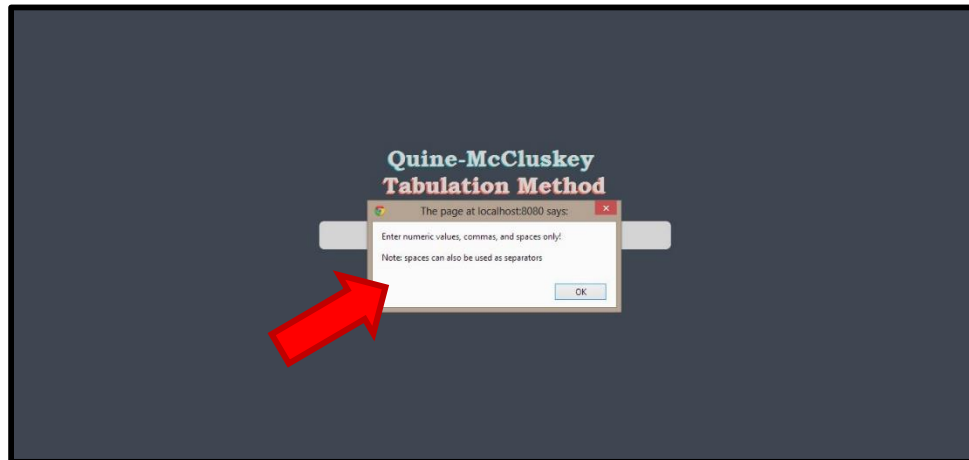 Quine-McCluskey
Tabulation Method
The page at localhost:8080 says:
Enter numeric values, commas, and spaces only!
Note: spaces can also be used as separators
OK